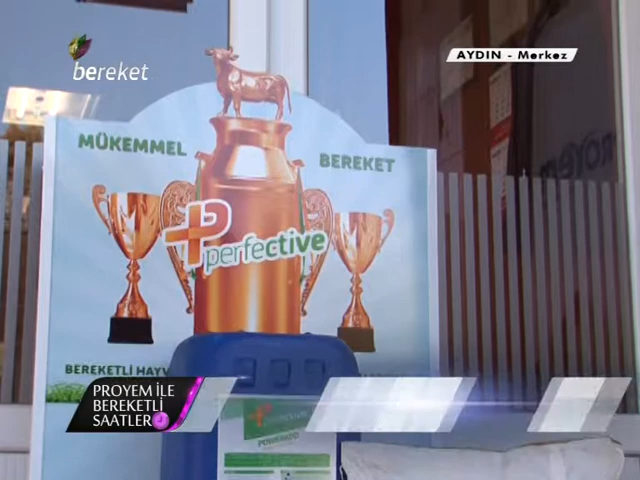 bereket
AYDIN - Merkez
MÜKEMMEL
BEREKET
perfective
BEREKETLİ HAYV
PROYEM İLE
BEREKETLİ
SAATLER